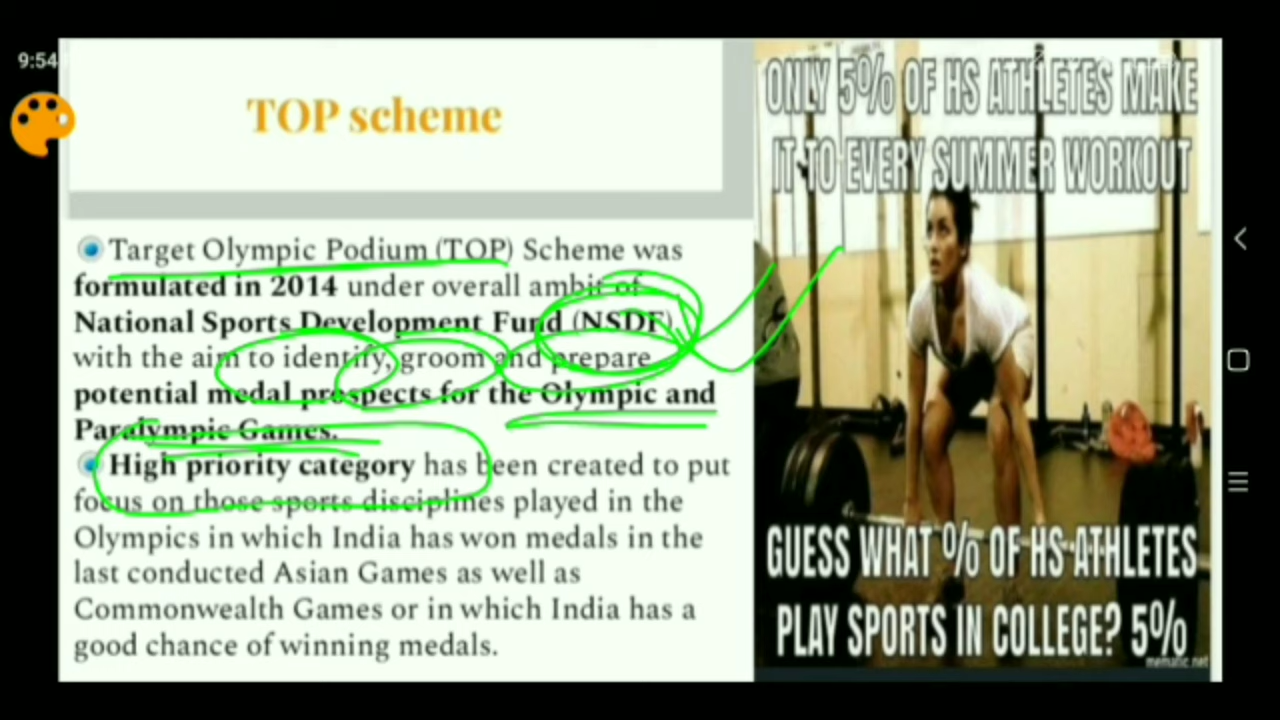 9:54
TOP scheme
Target Olympic Podium (TOP) Scheme was
formulated in 2014 under overall ambit of
National Sports Development Fund (NSDF)
with the aim to identify, groom and prepare
potential medal prospects for the Olympic and
Paralympic Games.
High priority category has been created to put
focus on those sports disciplines played in the
Olympics in which India has won medals in the
last conducted Asian Games as well as
Commonwealth Games or in which India has a
good chance of winning medals.
ONLY 5% OF HS ATHLETES MAKE
IT TO EVERY SUMMER WORKOUT
GUESS WHAT % OF HS ATHLETES
PLAY SPORTS IN COLLEGE? 5%
mematic.net